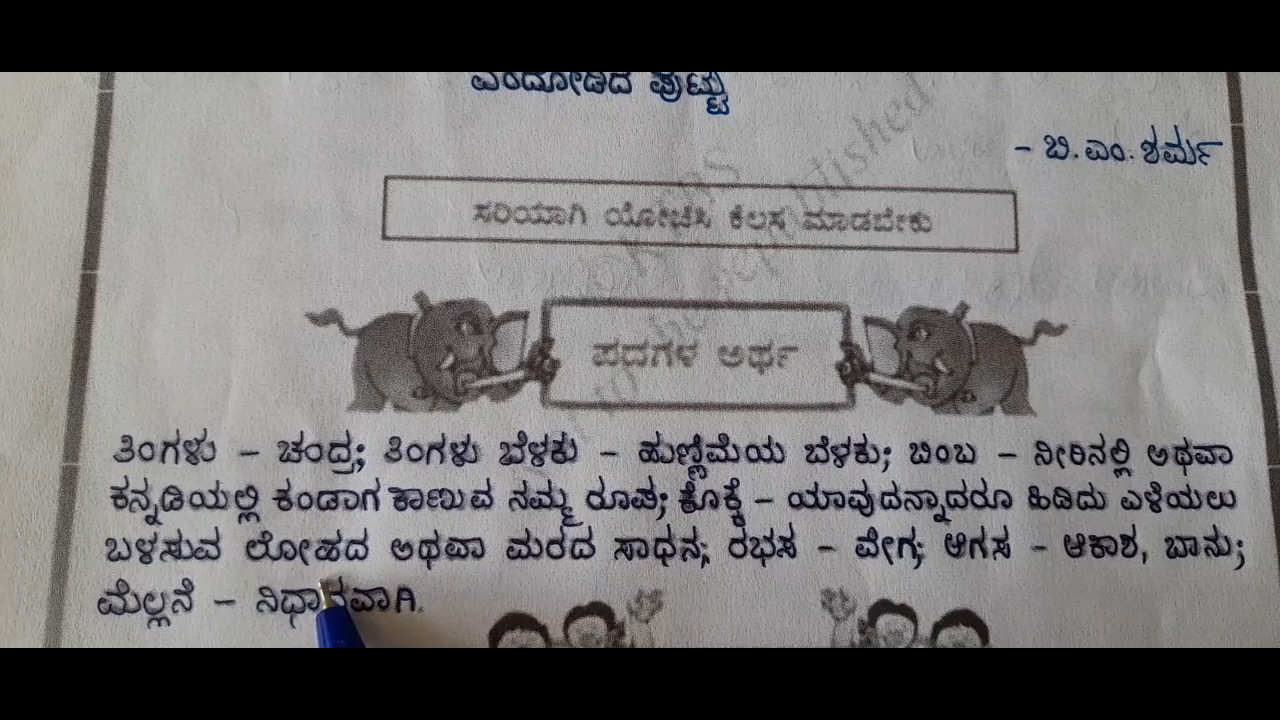 ಎಂದೋಡಿದ ಪುಟ್ಟು
- ಬಿ.ಎಂ. ಶರ್ಮ
ಸರಿಯಾಗಿ ಯೋಚಿಸಿ ಕೆಲಸ ಮಾಡಬೇಕು
ಪದಗಳ ಅರ್ಥ
ತಿಂಗಳು - ಚಂದ್ರ; ತಿಂಗಳು ಬೆಳಕು - ಹುಣ್ಣಿಮೆಯ ಬೆಳಕು; ಬಿಂಬ - ನೀರಿನಲ್ಲಿ ಅಥವಾ
ಕನ್ನಡಿಯಲ್ಲಿ ಕಂಡಾಗ ಕಾಣುವ ನಮ್ಮ ರೂಪ; ಕೊಕ್ಕೆ - ಯಾವುದನ್ನಾದರೂ ಹಿಡಿದು ಎಳೆಯಲು
ಬಳಸುವ ಲೋಹದ ಅಥವಾ ಮರದ ಸಾಧನ; ರಭಸ - ವೇಗ; ಆಗಸ - ಆಕಾಶ, ಬಾನು;
ಮೆಲ್ಲನೆ - ನಿಧಾನವಾಗಿ.